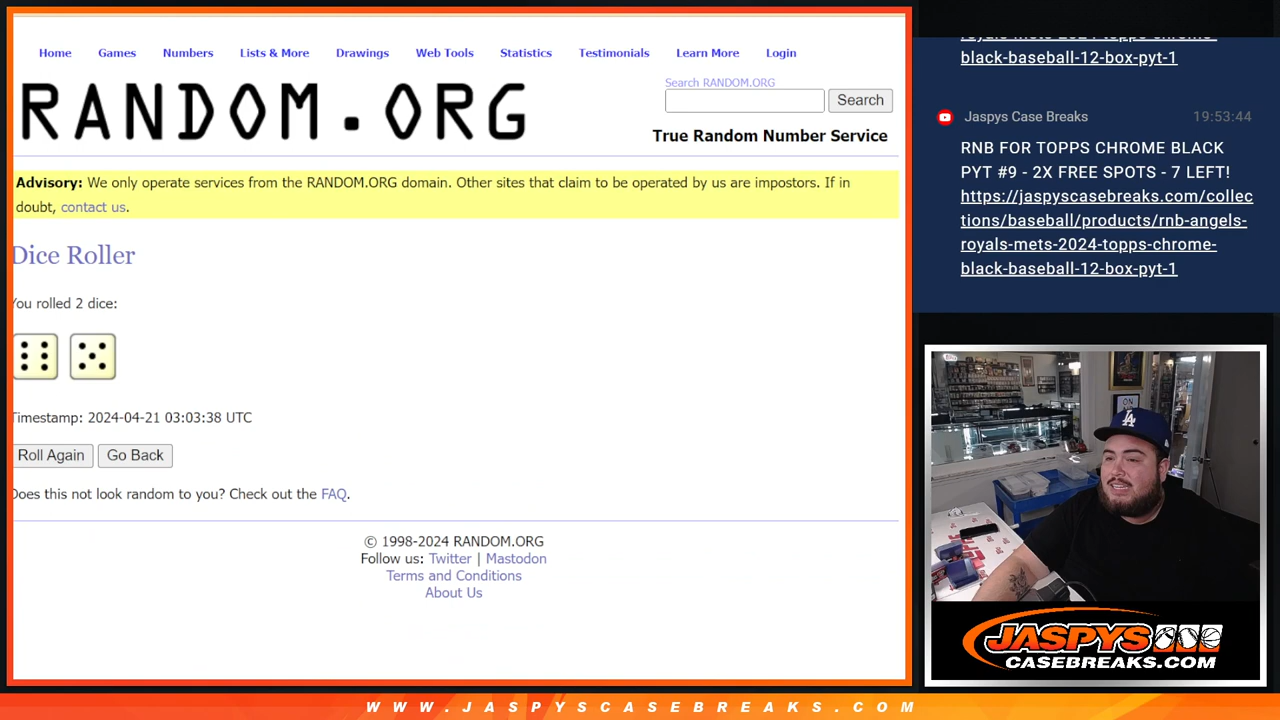 Home Games Numbers Lists & More Drawings Web Tools Statistics Testimonials Learn More Login
RANDOM.ORG
Search RANDOM.ORG
Search
True Random Number Service
Advisory: We only operate services from the RANDOM.ORG domain. Other sites that claim to be operated by us are impostors. If in
doubt, contact us.
Dice Roller
You rolled 2 dice:
Timestamp: 2024-04-21 03:03:38 UTC
Roll Again Go Back
Does this not look random to you? Check out the FAQ.
© 1998-2024 RANDOM.ORG
Follow us: Twitter | Mastodon
Terms and Conditions
About Us
royals-mets-2024-topps-chrome-
black-baseball-12-box-pyt-1
Jaspys Case Breaks 19:53:44
RNB FOR TOPPS CHROME BLACK
PYT #9 - 2X FREE SPOTS - 7 LEFT!
https://jaspyscasebreaks.com/collec
tions/baseball/products/rnb-angels-
royals-mets-2024-topps-chrome-
black-baseball-12-box-pyt-1
LA
JASPYS
CASEBREAKS.COM
WWW.JASPYSCASEBREAKS.COM